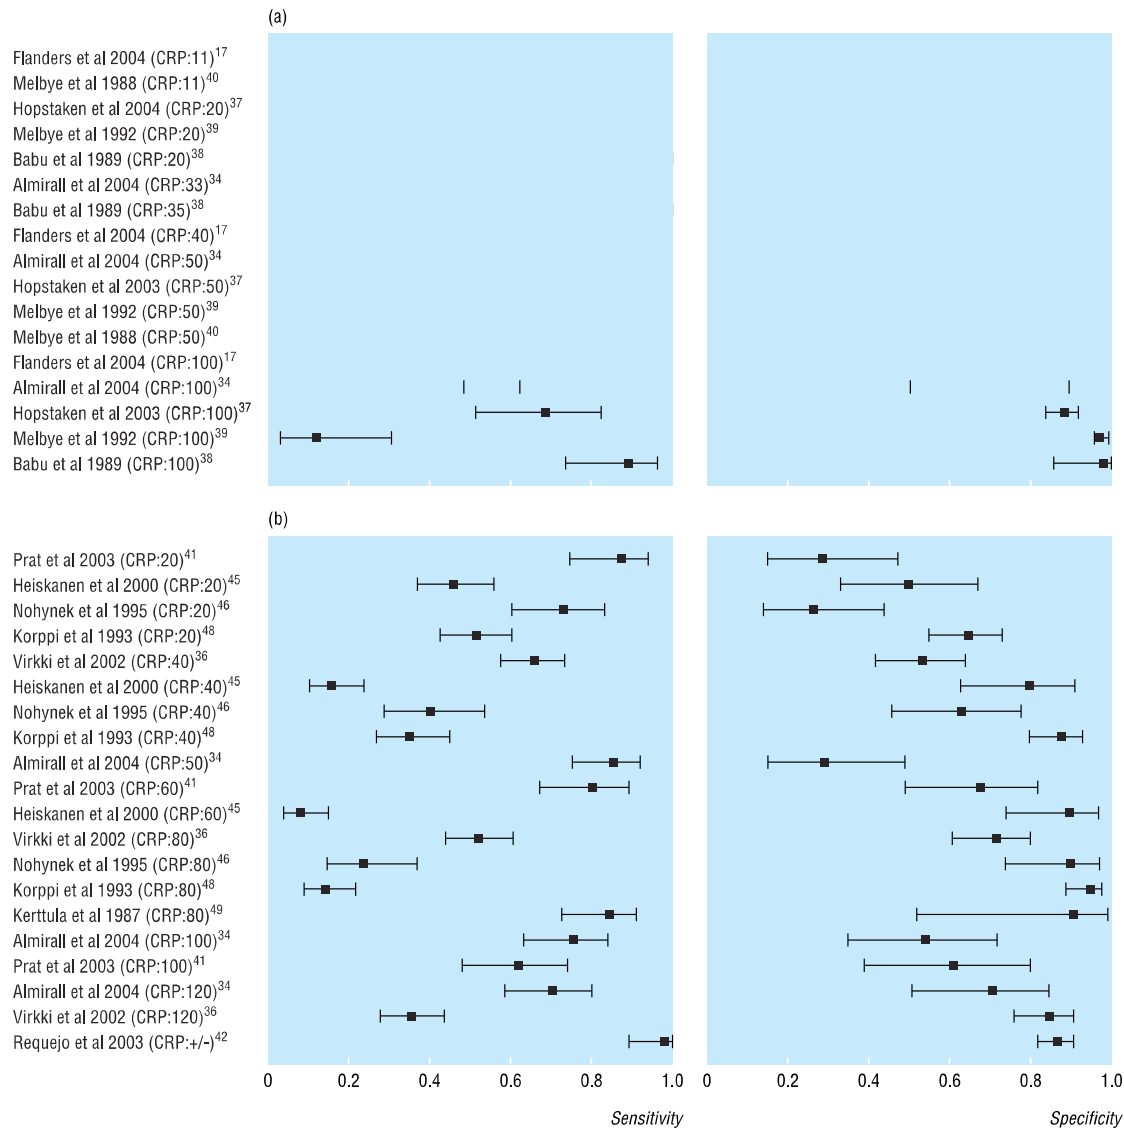 (a)
Flanders et al 2004 (CRP:11)17
Melbye et al 1988 (CRP:11)40
Hopstaken et al 2004 (CRP:20)37
Melbye et al 1992 (CRP:20)39
Babu et al 1989 (CRP:20)38
Almirall et al 2004 (CRP:33)34
Babu et al 1989 (CRP:35)38
Flanders et al 2004 (CRP:40)17
Almirall et al 2004 (CRP:50)34
Hopstaken et al 2003 (CRP:50)37
Melbye et al 1992 (CRP:50)39
Melbye et al 1988 (CRP:50)40
Flanders et al 2004 (CRP:100)17
Almirall et al 2004 (CRP:100)34
Hopstaken et al 2003 (CRP:100)37
Melbye et al 1992 (CRP:100)39
Babu et al 1989 (CRP:100)38
(b)
Prat et al 2003 (CRP:20)41
Heiskanen et al 2000 (CRP:20)45
Nohynek et al 1995 (CRP:20)46
Korppi et al 1993 (CRP:20)48
Virkki et al 2002 (CRP:40)36
Heiskanen et al 2000 (CRP:40)45
Nohynek et al 1995 (CRP:40)46
Korppi et al 1993 (CRP:40)48
Almirall et al 2004 (CRP:50)34
Prat et al 2003 (CRP:60)41
Heiskanen et al 2000 (CRP:60)45
Virkki et al 2002 (CRP:80)36
Nohynek et al 1995 (CRP:80)46
Korppi et al 1993 (CRP:80)48
Kerttula et al 1987 (CRP:80)49
Almirall et al 2004 (CRP:100)34
Prat et al 2003 (CRP:100)41
Almirall et al 2004 (CRP:120)34
Virkki et al 2002 (CRP:120)36
Requejo et al 2003 (CRP:+/-)42
0 0.2 0.4 0.6 0.8 1.0 0 0.2 0.4 0.6 0.8 1.0
Sensitivity Specificity